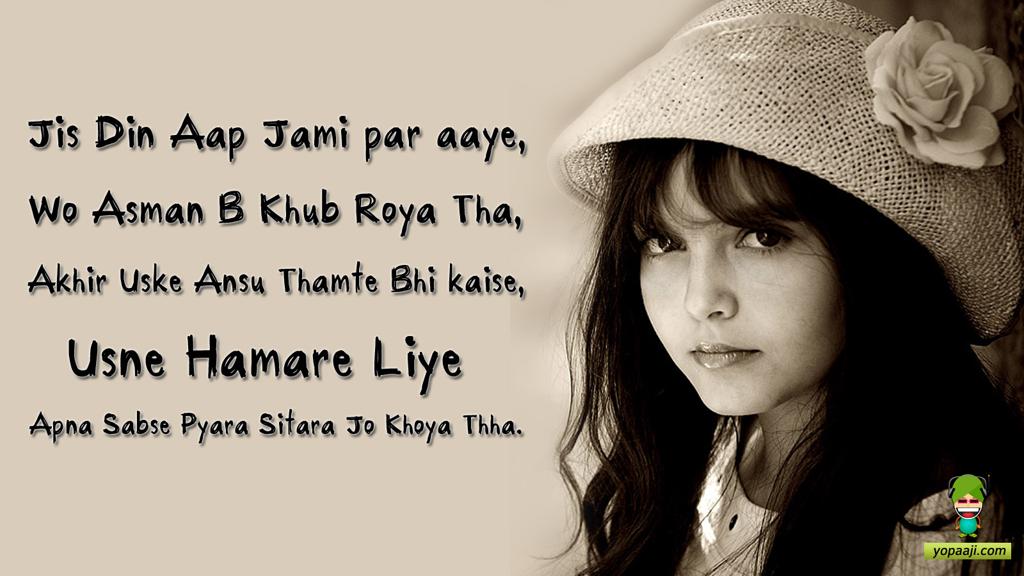 Jis Din Aap Jami par aaye,
Wo Asman B Khub Roya Tha,
Akhir Uske Ansu Thamte Bhi kaise,
Usne Hamare Liye
Apna Sabse Pyara Sitara Jo Khoya Thha.
yopaaji.com